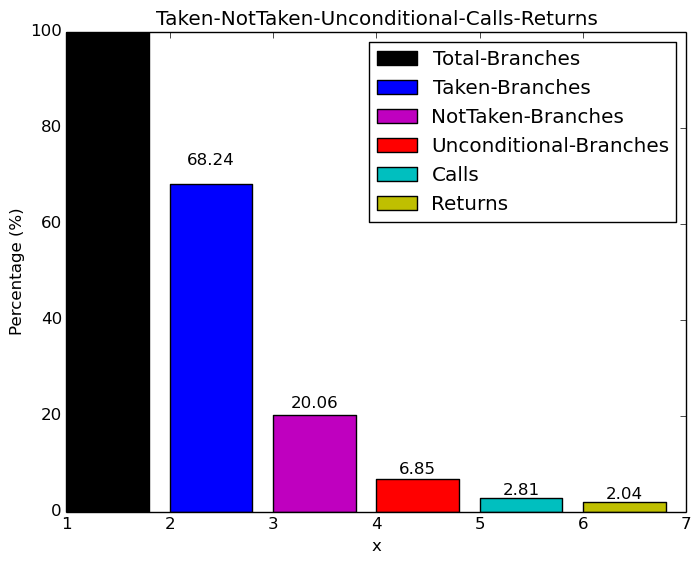 Taken-NotTaken-Unconditional-Calls-Returns
100
80
60
40
20
0
Percentage (%)
68.24
20.06
6.85
2.81
2.04
Total-Branches
Taken-Branches
NotTaken-Branches
Unconditional-Branches
Calls
Returns
1 2 3 4 5 6 7
x